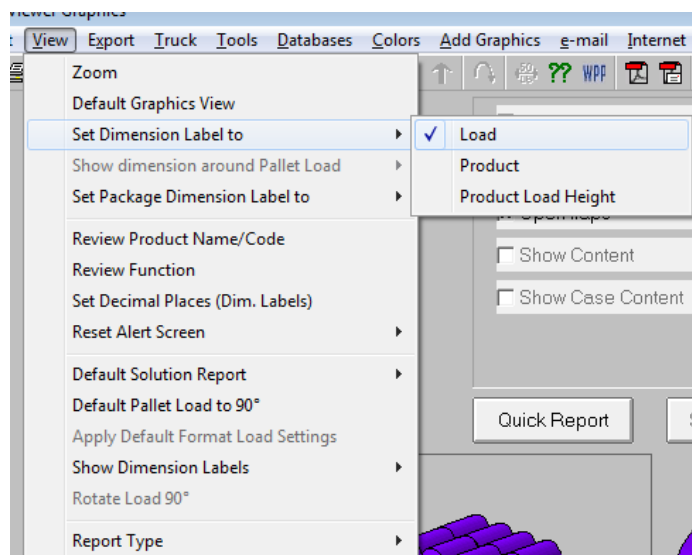 Viewer Graphics
View Export Truck Tools Databases Colors Add Graphics e-mail Internet
?? WPF
Zoom
Default Graphics View
Set Dimension Label to
Load
Show dimension around Pallet Load
Product
Set Package Dimension Label to
Product Load Height
Review Product Name/Code
Review Function
Show Content
Set Decimal Places (Dim. Labels)
Show Case Content
Reset Alert Screen
Default Solution Report
Default Pallet Load to 90°
Quick Report
Apply Default Format Load Settings
Show Dimension Labels
Rotate Load 90°
Report Type